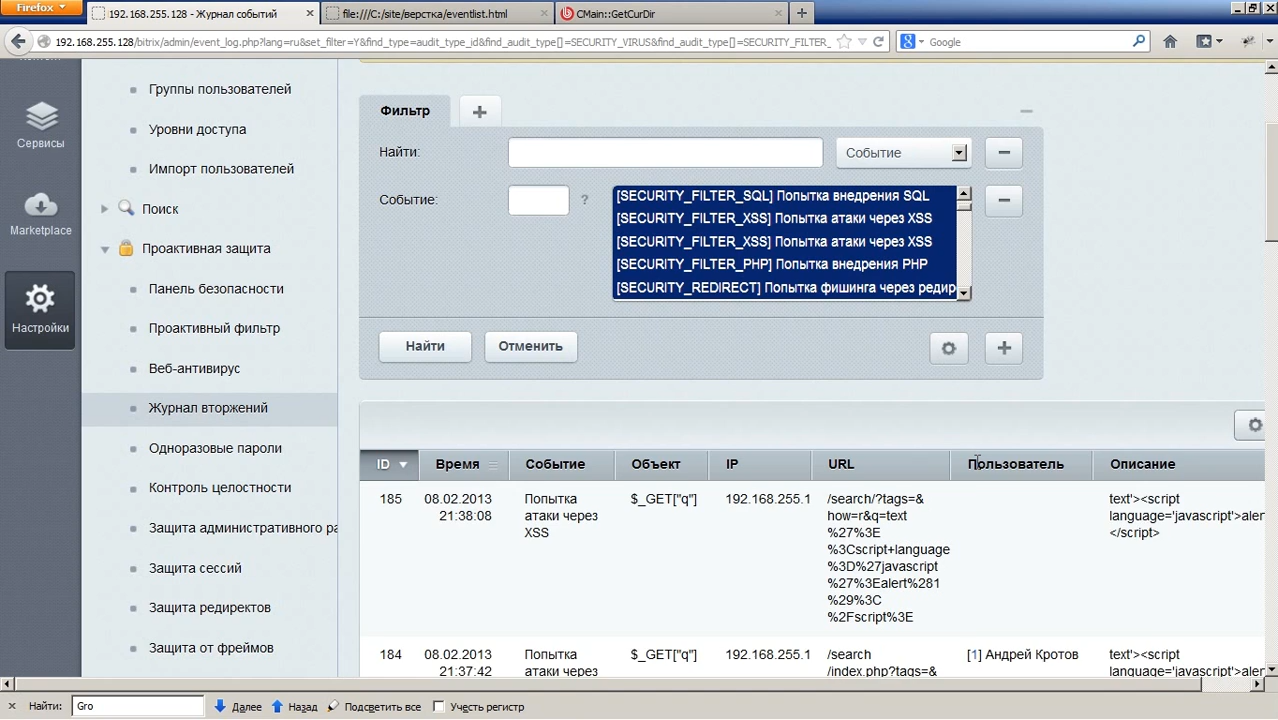 Firefox
192.168.255.128 - Журнал событий
file:///C:/site/верстка/eventlist.html
CMain::GetCurDir
192.168.255.128/bitrix/admin/event_log.php?lang=ru&set_filter=Y&find_type=audit_type_id&find_audit_type[]=SECURITY_VIRUS&find_audit_type[]=SECURITY_FILTER_
Google
Сервисы
Marketplace
Настройки
Группы пользователей
Уровни доступа
Импорт пользователей
Поиск
Проактивная защита
Панель безопасности
Проактивный фильтр
Веб-антивирус
Журнал вторжений
Одноразовые пароли
Контроль целостности
Защита административного ра
Защита сессий
Защита редиректов
Защита от фреймов
Фильтр
Найти:
Событие
Событие:
?
[SECURITY_FILTER_SQL] Попытка внедрения SQL
[SECURITY_FILTER_XSS] Попытка атаки через XSS
[SECURITY_FILTER_XSS] Попытка атаки через XSS
[SECURITY_FILTER_PHP] Попытка внедрения PHP
[SECURITY_REDIRECT] Попытка фишинга через редир
Найти
Отменить
ID Время Событие Объект IP URL Пользователь Описание
185 08.02.2013 Попытка $_GET["q"] 192.168.255.1 /search/?tags=& text'><script
21:38:08 атаки через how=r&q=text language='javascript'>aler
XSS %27%3E </script>
%3Cscript+language
%3D%27javascript
%27%3Ealert%281
%29%3C
%2Fscript%3E
184 08.02.2013 Попытка $_GET["q"] 192.168.255.1 /search [1] Андрей Кротов text'><script
21:37:42 атаки через /index.php?tags=& language='javascript'>aler
Найти: Gro Далее Назад Подсветить все Учесть регистр